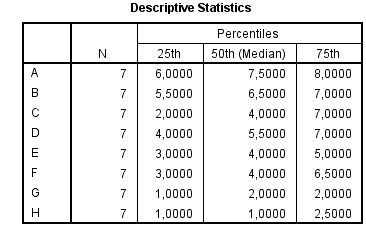 Descriptive Statistics
Percentiles
N 25th 50th (Median) 75th
A 7 6,0000 7,5000 8,0000
B 7 5,5000 6,5000 7,0000
C 7 2,0000 4,0000 7,0000
D 7 4,0000 5,5000 7,0000
E 7 3,0000 4,0000 5,0000
F 7 3,0000 4,0000 6,5000
G 7 1,0000 2,0000 2,0000
H 7 1,0000 1,0000 2,5000